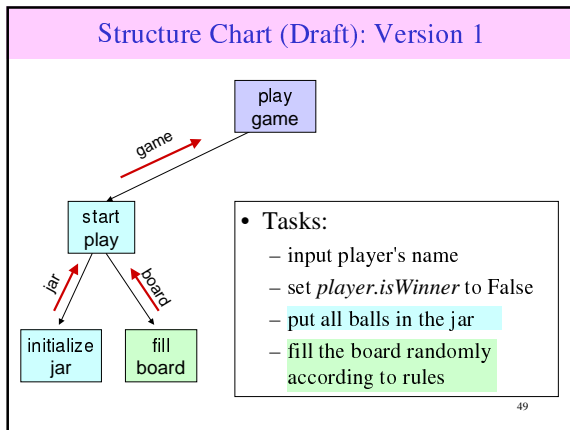 Structure Chart (Draft): Version 1
play
game
game
start
play
jar
board
initialize
jar
fill
board
• Tasks:
– input player's name
– set player.isWinner to False
– put all balls in the jar
– fill the board randomly
according to rules
49